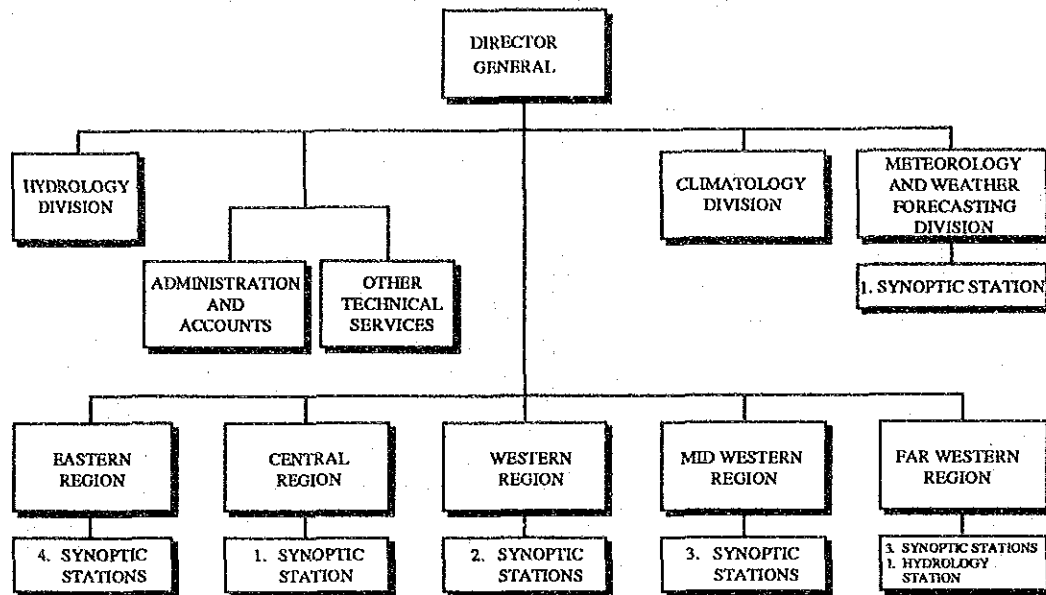 DIRECTOR
GENERAL
HYDROLOGY
DIVISION
CLIMATOLOGY
DIVISION
METEOROLOGY
AND WEATHER
FORECASTING
DIVISION
ADMINISTRATION
AND
ACCOUNTS
OTHER
TECHNICAL
SERVICES
1. SYNOPTIC STATION
EASTERN
REGION
CENTRAL
REGION
WESTERN
REGION
MID WESTERN
REGION
FAR WESTERN
REGION
4. SYNOPTIC
STATIONS
1. SYNOPTIC
STATION
2. SYNOPTIC
STATIONS
3. SYNOPTIC
STATIONS
3. SYNOPTIC STATIONS
1. HYDROLOGY
STATION